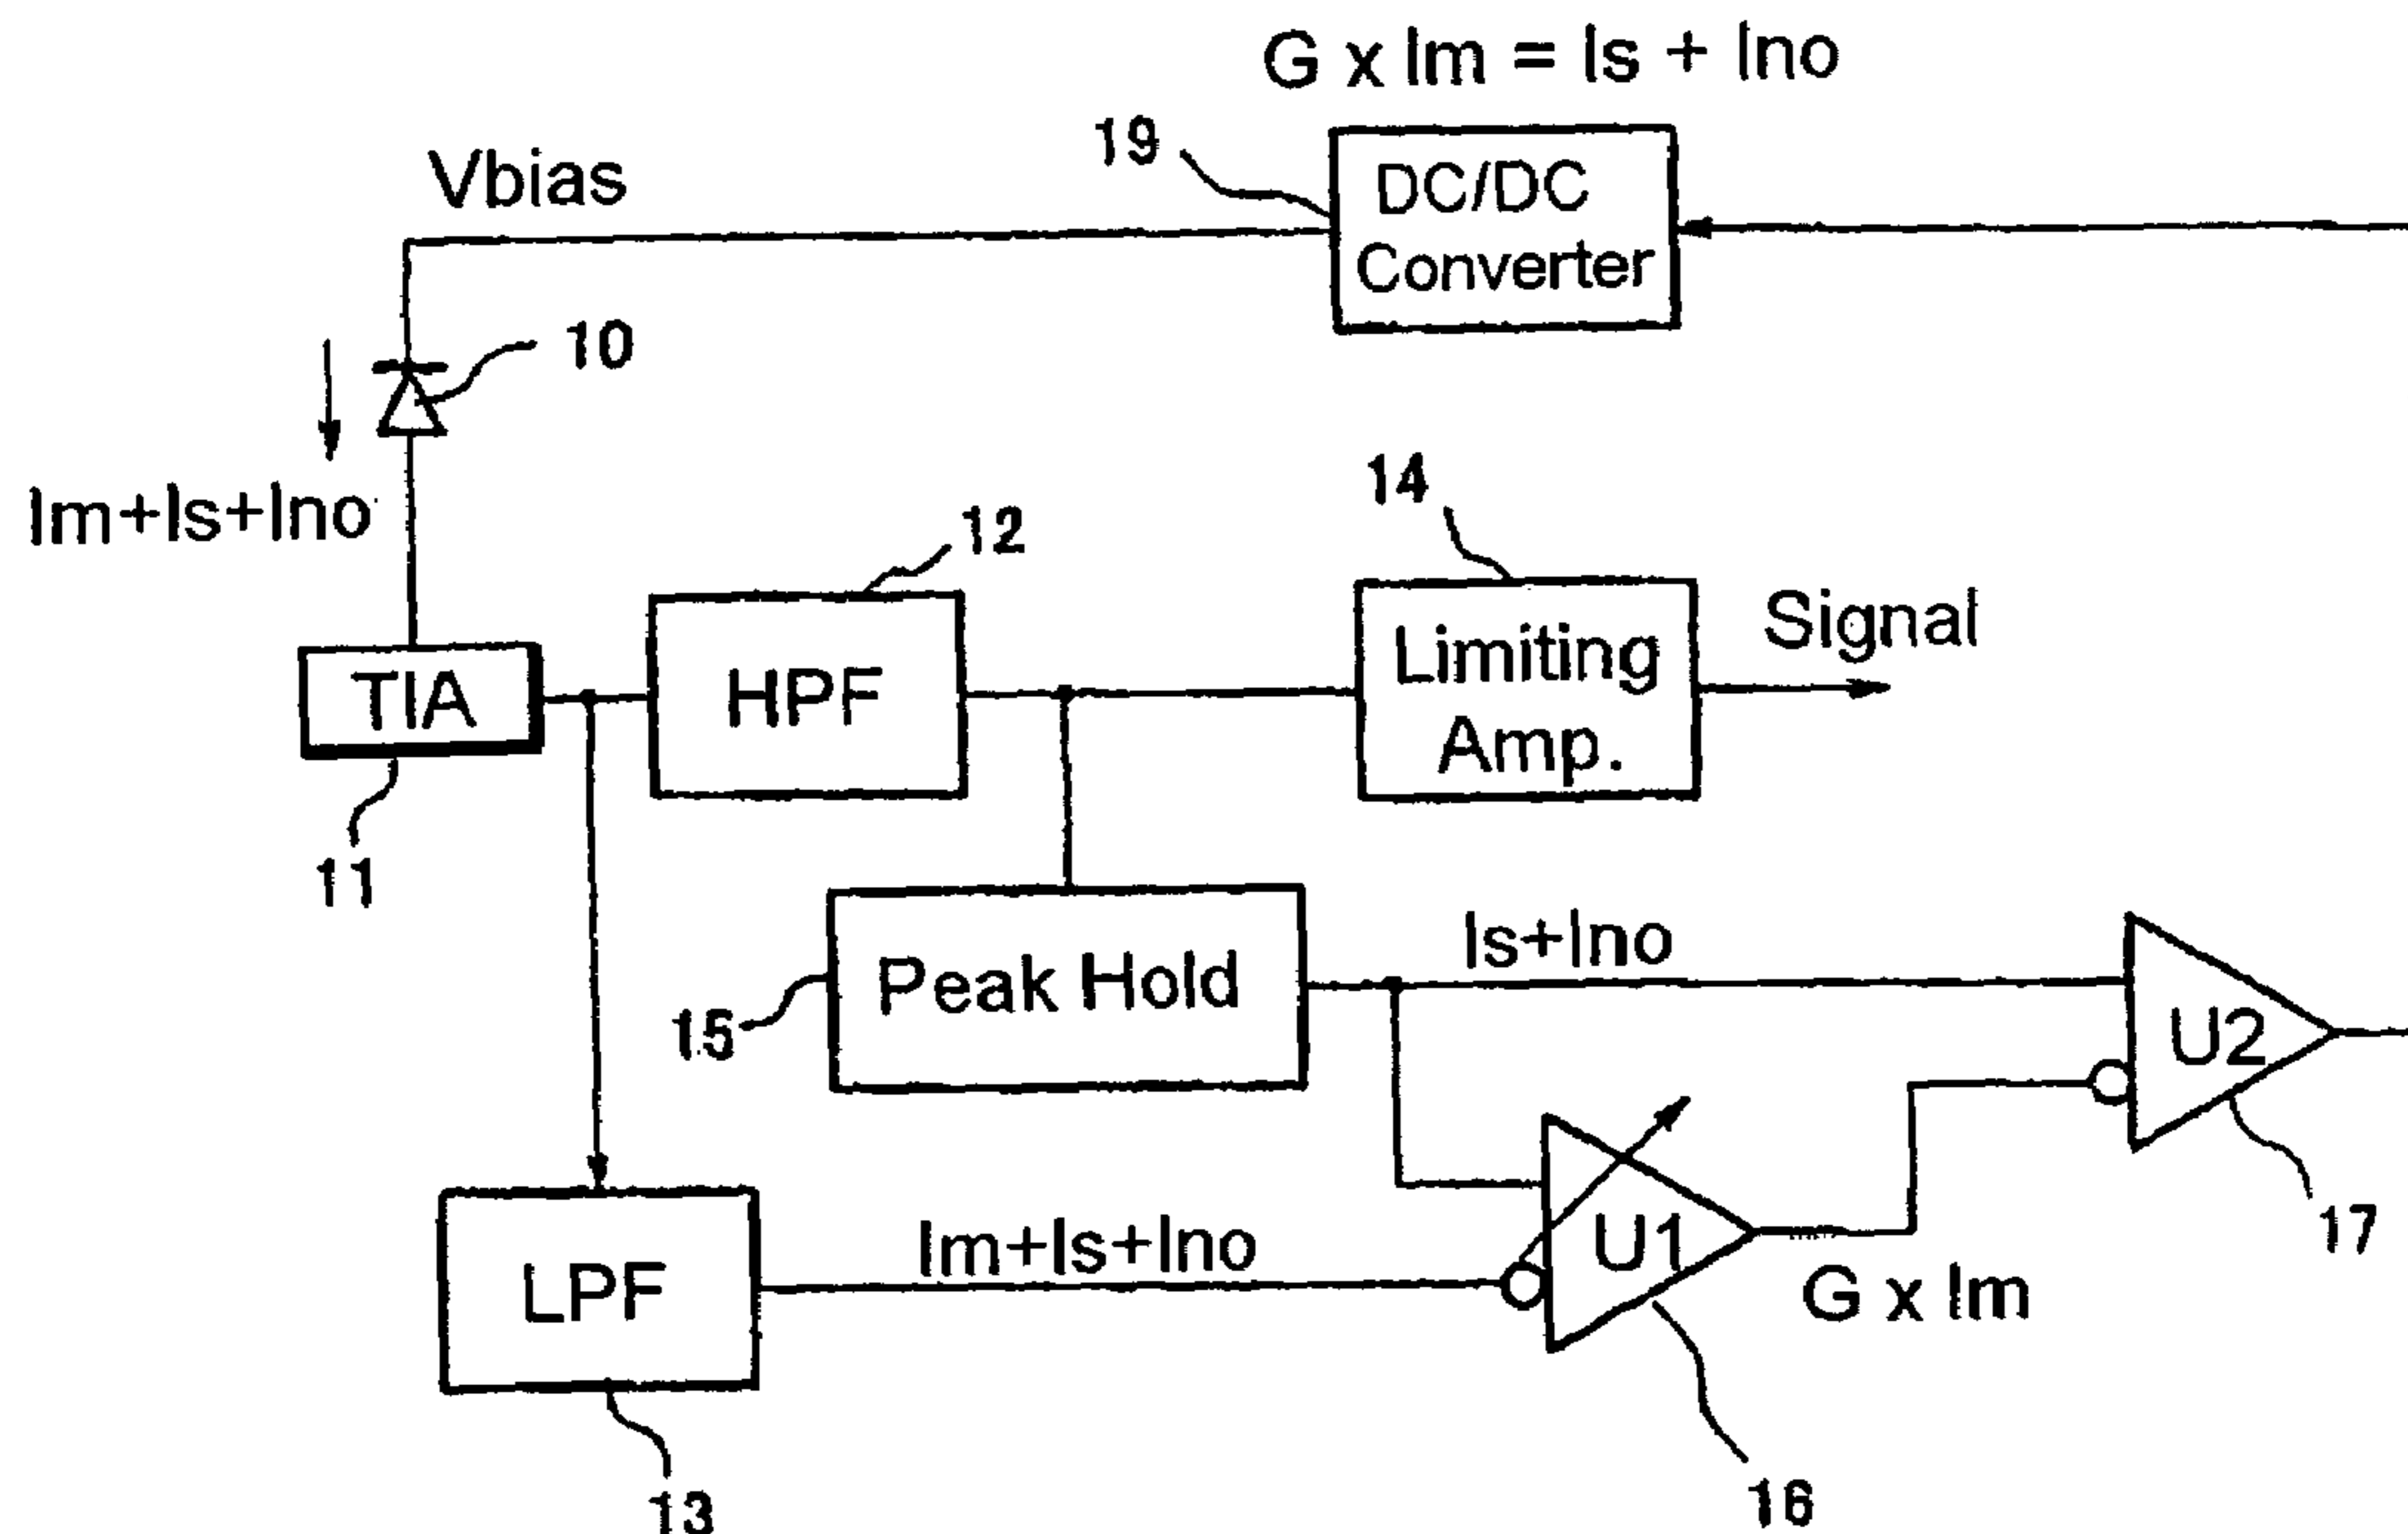 G x Im = Is + Ino
19
DC/DC
Converter
Vbias
10
Im+Is+Ino
12
14
TIA
HPF
Limiting
Amp.
Signal
11
15
Peak Hold
Is+Ino
U2
17
LPF
Im+Is+Ino
U1
G x Im
13
16